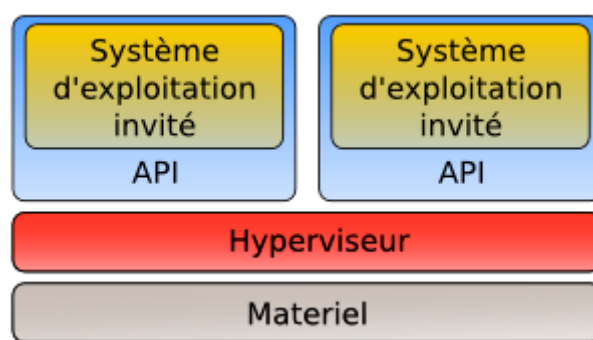 Système
d'exploitation
invité
API
Système
d'exploitation
invité
API
Hyperviseur
Materiel